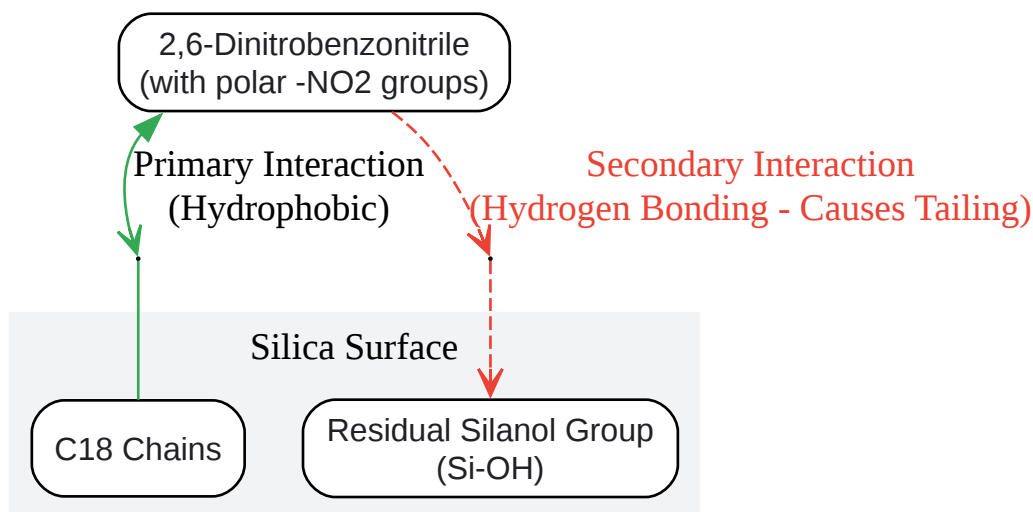 2,6-Dinitrobenzonitrile
(with polar -NO2 groups)
Primary Interaction
(Hydrophobic)
Secondary Interaction
(Hydrogen Bonding - Causes Tailing)
Silica Surface
C18 Chains
Residual Silanol Group
(Si-OH)